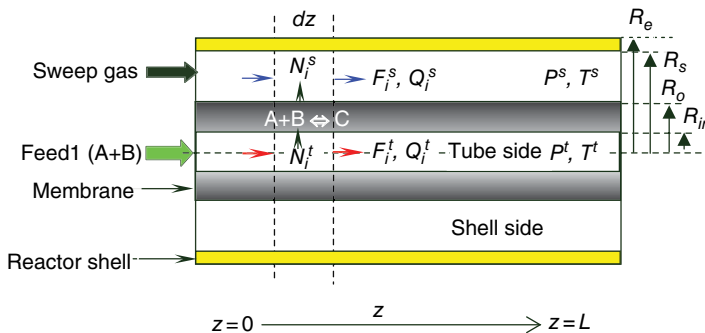 dz
R_e
Sweep gas
N_i^s
F_i^s, Q_i^s
P^s, T^s
R_s
R_o
A+B ⇔ C
R_in
Feed1 (A+B)
N_i^t
F_i^t, Q_i^t
Tube side
P^t, T^t
Membrane
Shell side
Reactor shell
z
z=0
z=L